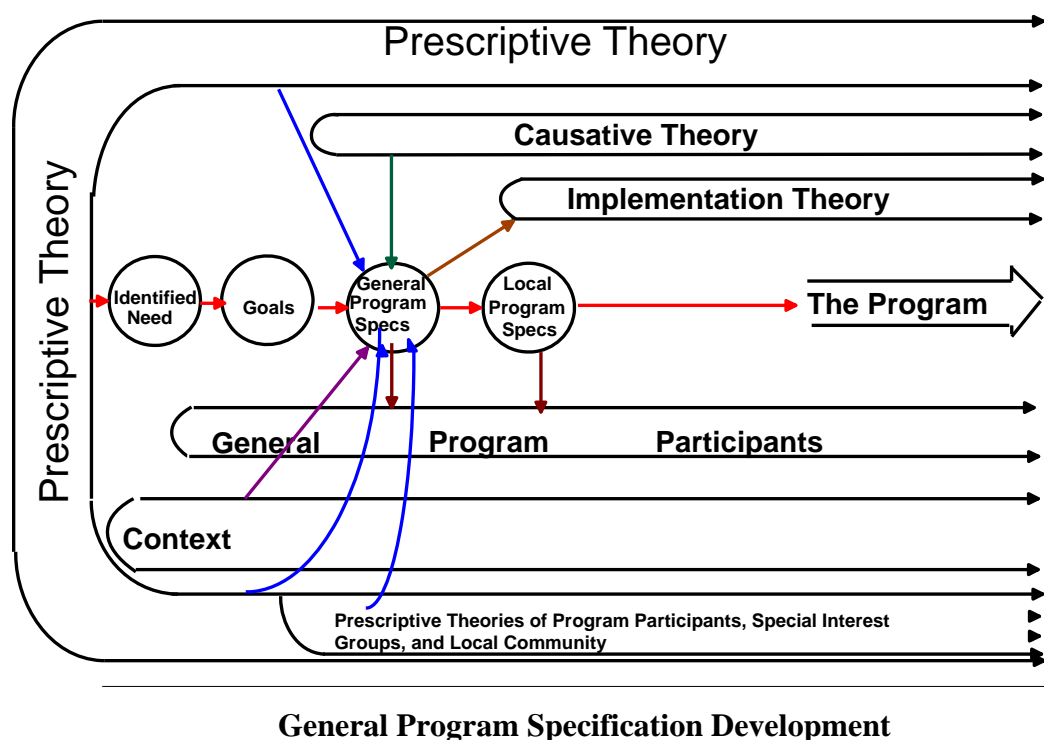 Prescriptive Theory
Prescriptive Theory
Causative Theory
Implementation Theory
Identified
Need
Goals
General
Program
Specs
Local
Program
Specs
The Program
General Program Participants
Context
Prescriptive Theories of Program Participants, Special Interest
Groups, and Local Community
General Program Specification Development